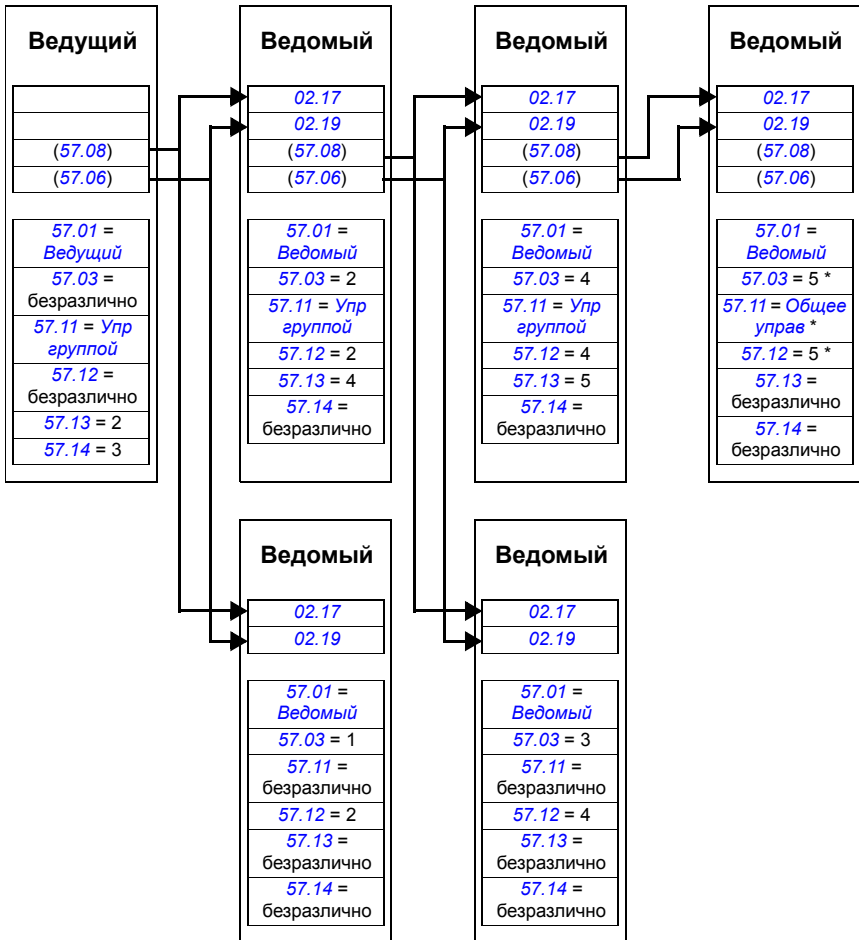 Ведущий
(57.08)
(57.06)
57.01 =
Ведущий
57.03 =
безразлично
57.11 = Упр
группой
57.12 =
безразлично
57.13 = 2
57.14 = 3
Ведомый
02.17
02.19
(57.08)
(57.06)
57.01 =
Ведомый
57.03 = 2
57.11 = Упр
группой
57.12 = 2
57.13 = 4
57.14 =
безразлично
Ведомый
02.17
02.19
(57.08)
(57.06)
57.01 =
Ведомый
57.03 = 4
57.11 = Упр
группой
57.12 = 4
57.13 = 5
57.14 =
безразлично
Ведомый
02.17
02.19
(57.08)
(57.06)
57.01 =
Ведомый
57.03 = 5 *
57.11 = Общее
управ *
57.12 = 5 *
57.13 =
безразлично
57.14 =
безразлично
Ведомый
02.17
02.19
57.01 =
Ведомый
57.03 = 1
57.11 =
безразлично
57.12 = 2
57.13 =
безразлично
57.14 =
безразлично
Ведомый
02.17
02.19
57.01 =
Ведомый
57.03 = 3
57.11 =
безразлично
57.12 = 4
57.13 =
безразлично
57.14 =
безразлично